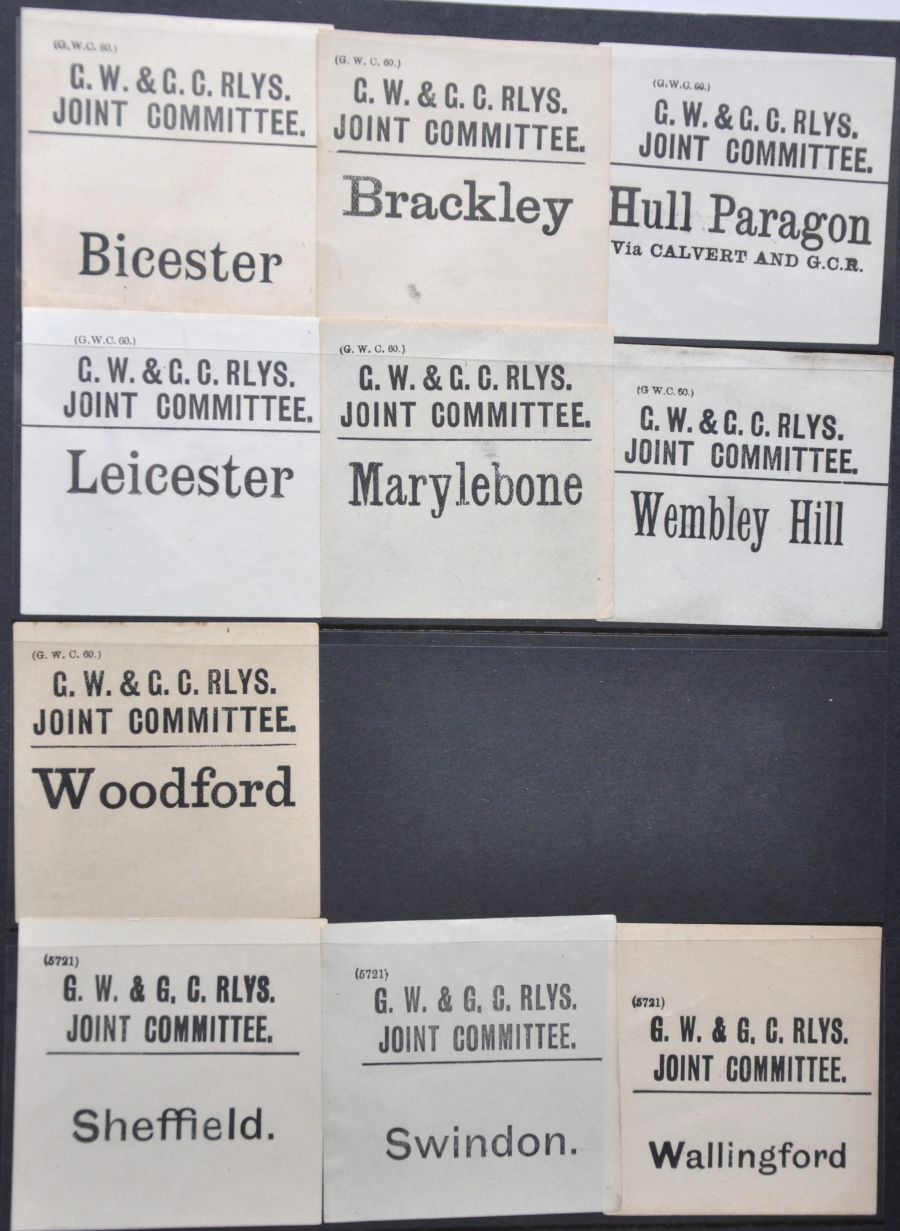 (G.W.C. 60.)
G. W. & G. C. RLYS.
JOINT COMMITTEE.
Bicester
(G. W. C. 60.)
G. W. & G. C. RLYS.
JOINT COMMITTEE.
Brackley
(G.W.C. 60.)
G. W. & G. C. RLYS.
JOINT COMMITTEE.
Hull Paragon
Via CALVERT AND G.C.R.
(G.W.C. 60.)
G. W. & G. C. RLYS.
JOINT COMMITTEE.
Leicester
(G. W. C. 60.)
G. W. & G. C. RLYS.
JOINT COMMITTEE.
Marylebone
(G W.C. 60.)
G. W. & G. C. RLYS.
JOINT COMMITTEE.
Wembley Hill
(G. W. C. 60.)
G. W. & G. C. RLYS.
JOINT COMMITTEE.
Woodford
(5721)
G. W. & G. C. RLYS.
JOINT COMMITTEE.
Sheffield.
(5721)
G. W. & G. C. RLYS.
JOINT COMMITTEE.
Swindon.
(5721)
G. W. & G. C. RLYS.
JOINT COMMITTEE.
Wallingford